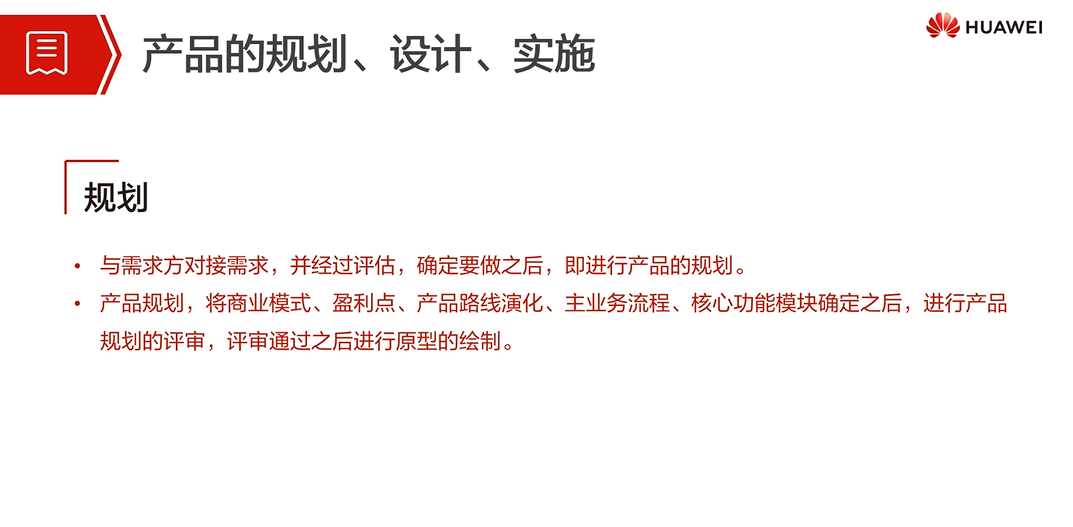 产品的规划、设计、实施
HUAWEI
规划
• 与需求方对接需求，并经过评估，确定要做之后，即进行产品的规划。
• 产品规划，将商业模式、盈利点、产品路线演化、主业务流程、核心功能模块确定之后，进行产品
规划的评审，评审通过之后进行原型的绘制。